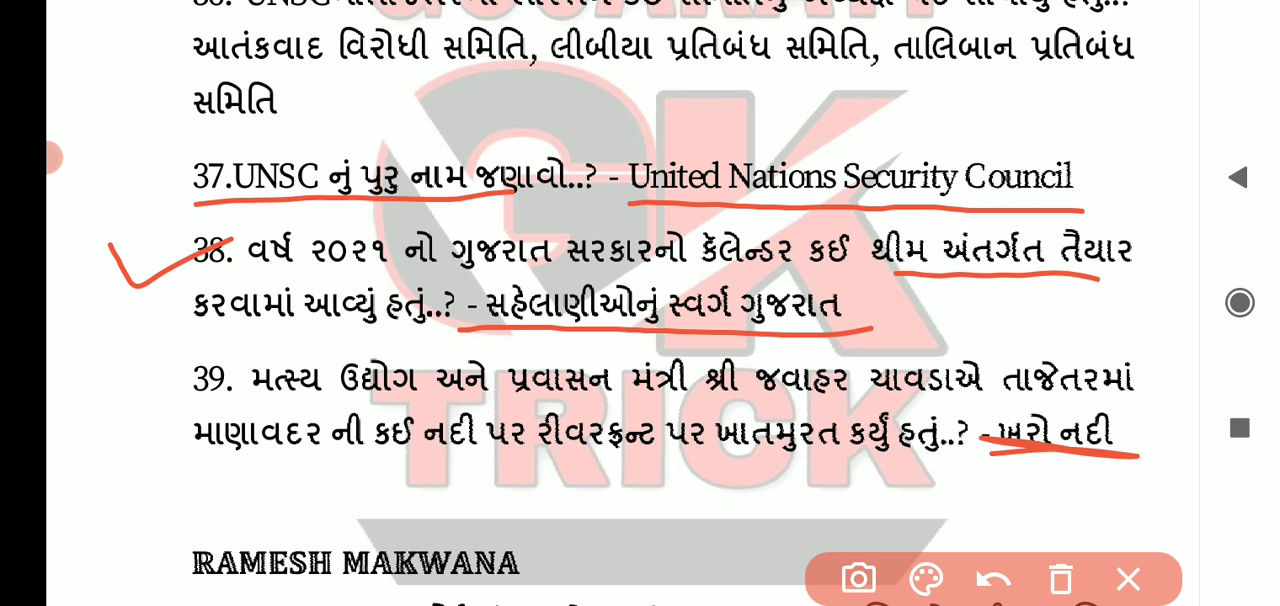 આતંકવાદ વિરોધી સમિતિ, લીબીયા પ્રતિબંધ સમિતિ, તાલિબાન પ્રતિબંધ
સમિતિ
37.UNSC નું પુરુ નામ જણાવો..? - United Nations Security Council
38. વર્ષ ૨૦૨૧ નો ગુજરાત સરકારનો કૅલેન્ડર કઈ થીમ અંતર્ગત તૈયાર
કરવામાં આવ્યું હતું..? - સહેલાણીઓનું સ્વર્ગ ગુજરાત
39. મત્સ્ય ઉદ્યોગ અને પ્રવાસન મંત્રી શ્રી જવાહર ચાવડાએ તાજેતરમાં
માણાવદર ની કઈ નદી પર રીવરફ્રન્ટ પર ખાતમુરત કર્યું હતું..? - ખરો નદી
GK
TRICK
RAMESH MAKWANA